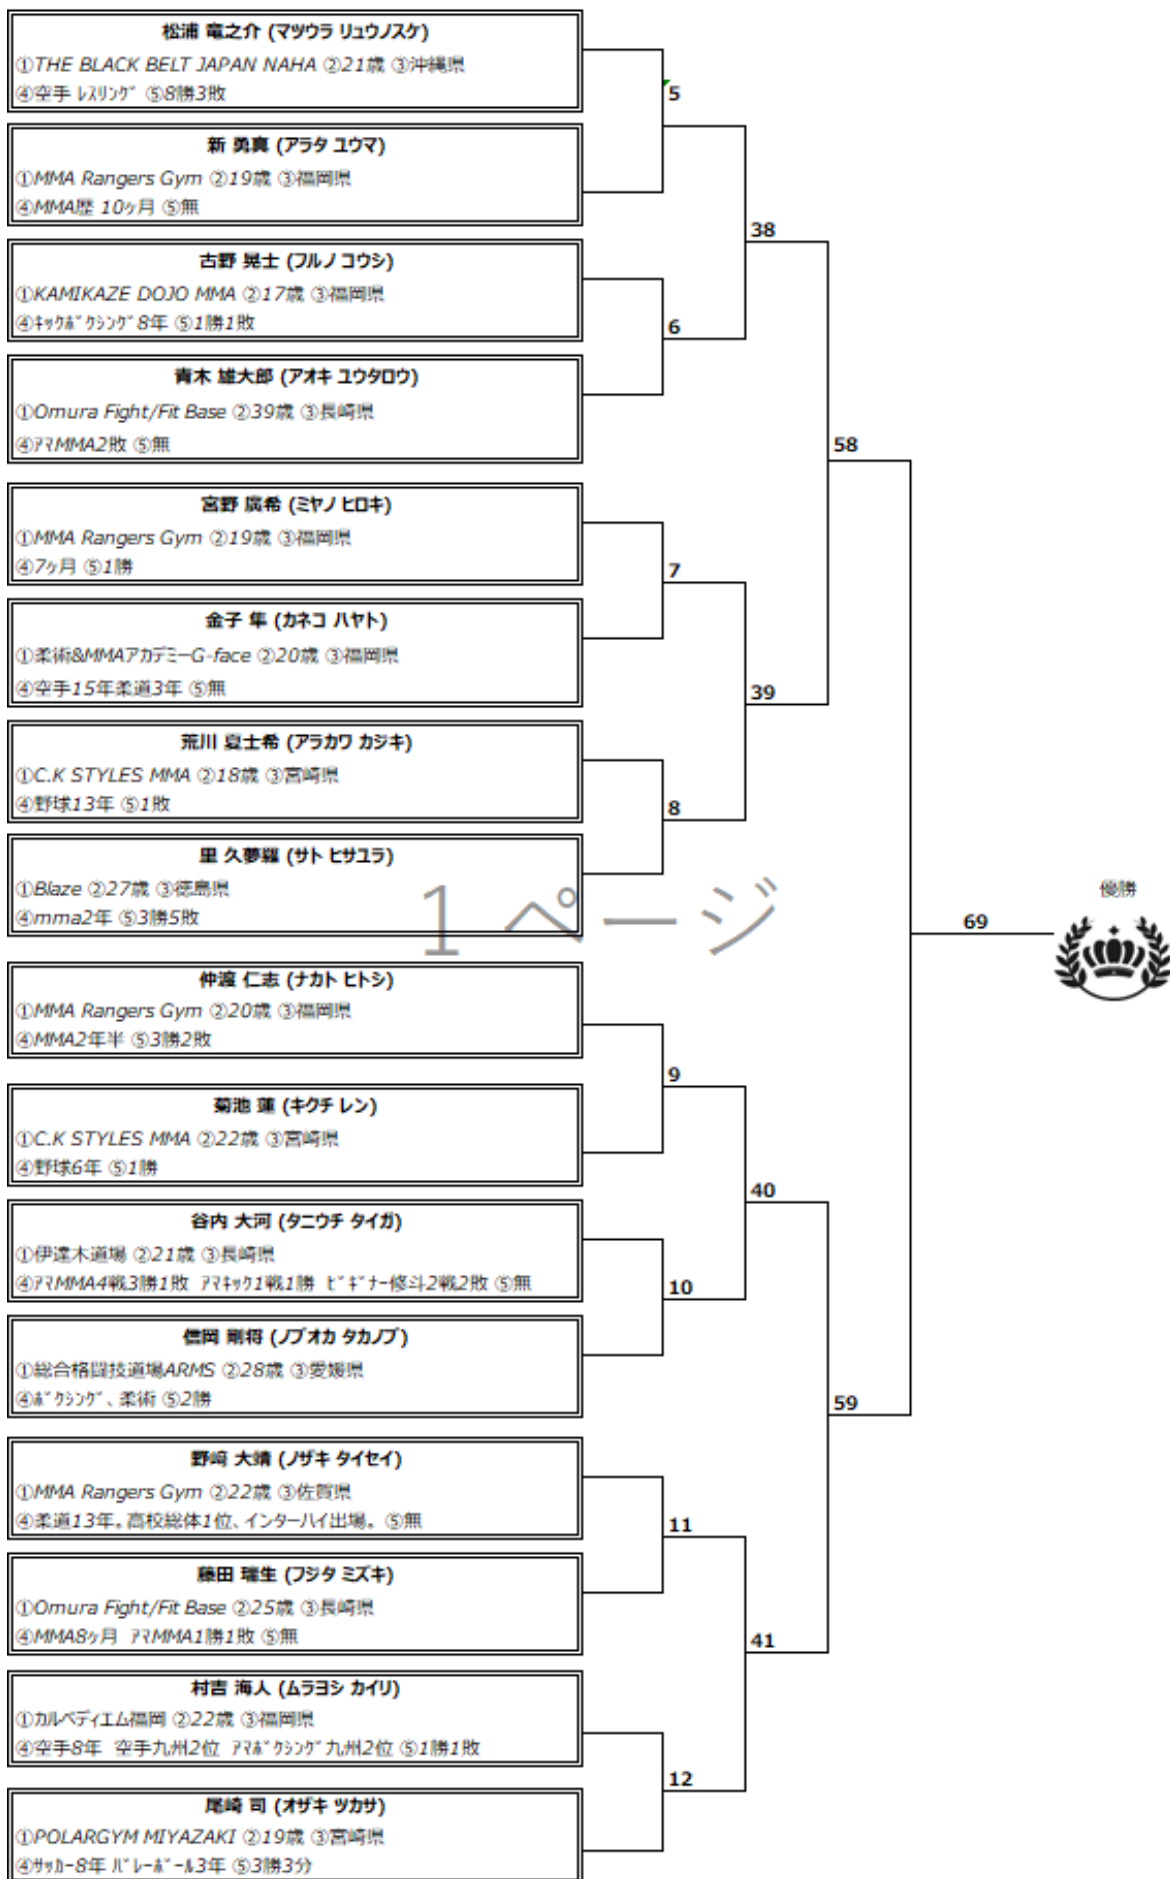 松浦 竜之介 (マツウラ リュウノスケ)
①THE BLACK BELT JAPAN NAHA ②21歳 ③沖縄県
④空手 ﾚｽﾘﾝｸﾞ ⑤8勝3敗
5
新 勇真 (アラタ ユウマ)
①MMA Rangers Gym ②19歳 ③福岡県
④MMA歴 10ヶ月 ⑤無
38
古野 晃士 (フルノ コウシ)
①KAMIKAZE DOJO MMA ②17歳 ③福岡県
④ｷｯｸﾎﾞｸｼﾝｸﾞ8年 ⑤1勝1敗
6
青木 雄大郎 (アオキ ユウタロウ)
①Omura Fight/Fit Base ②39歳 ③長崎県
④ｱﾏMMA2敗 ⑤無
58
宮野 廣希 (ミヤノ ヒロキ)
①MMA Rangers Gym ②19歳 ③福岡県
④7ヶ月 ⑤1勝
7
金子 隼 (カネコ ハヤト)
①柔術&MMAアカデミーG-face ②20歳 ③福岡県
④空手15年柔道3年 ⑤無
39
荒川 夏士希 (アラカワ カジキ)
①C.K STYLES MMA ②18歳 ③宮崎県
④野球13年 ⑤1敗
8
里 久夢羅 (サト ヒサユラ)
①Blaze ②27歳 ③徳島県
④mma2年 ⑤3勝5敗
1 ページ
優勝
69
仲渡 仁志 (ナカト ヒトシ)
①MMA Rangers Gym ②20歳 ③福岡県
④MMA2年半 ⑤3勝2敗
9
菊池 蓮 (キクチ レン)
①C.K STYLES MMA ②22歳 ③宮崎県
④野球6年 ⑤1勝
40
谷内 大河 (タニウチ タイガ)
①伊達木道場 ②21歳 ③長崎県
④ｱﾏMMA4戦3勝1敗 ｱﾏｷｯｸ1戦1勝 ﾋﾞｷﾞﾅｰ修斗2戦2敗 ⑤無
10
信岡 剛将 (ノブオカ タカノブ)
①総合格闘技道場ARMS ②28歳 ③愛媛県
④ﾎﾞｸｼﾝｸﾞ、柔術 ⑤2勝
59
野﨑 大靖 (ノザキ タイセイ)
①MMA Rangers Gym ②22歳 ③佐賀県
④柔道13年。高校総体1位、インターハイ出場。 ⑤無
11
藤田 瑞生 (フジタ ミズキ)
①Omura Fight/Fit Base ②25歳 ③長崎県
④MMA8ヶ月 ｱﾏMMA1勝1敗 ⑤無
41
村吉 海人 (ムラヨシ カイリ)
①カルペディエム福岡 ②22歳 ③福岡県
④空手8年 空手九州2位 ｱﾏﾎﾞｸｼﾝｸﾞ九州2位 ⑤1勝1敗
12
尾崎 司 (オザキ ツカサ)
①POLARGYM MIYAZAKI ②19歳 ③宮崎県
④ｻｯｶｰ8年 ﾊﾞﾚｰﾎﾞｰﾙ3年 ⑤3勝3分